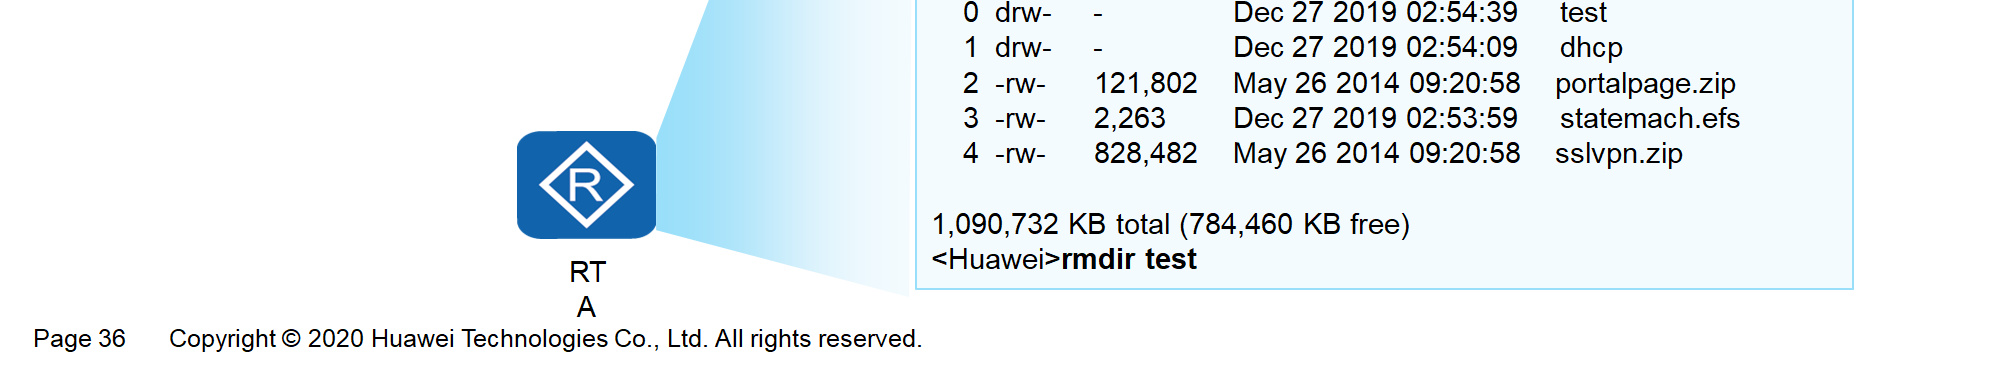 0 drw- - Dec 27 2019 02:54:39 test
1 drw- - Dec 27 2019 02:54:09 dhcp
2 -rw- 121,802 May 26 2014 09:20:58 portalpage.zip
3 -rw- 2,263 Dec 27 2019 02:53:59 statemach.efs
4 -rw- 828,482 May 26 2014 09:20:58 sslvpn.zip
1,090,732 KB total (784,460 KB free)
<Huawei>rmdir test
R
RT
A
Page 36 Copyright © 2020 Huawei Technologies Co., Ltd. All rights reserved.